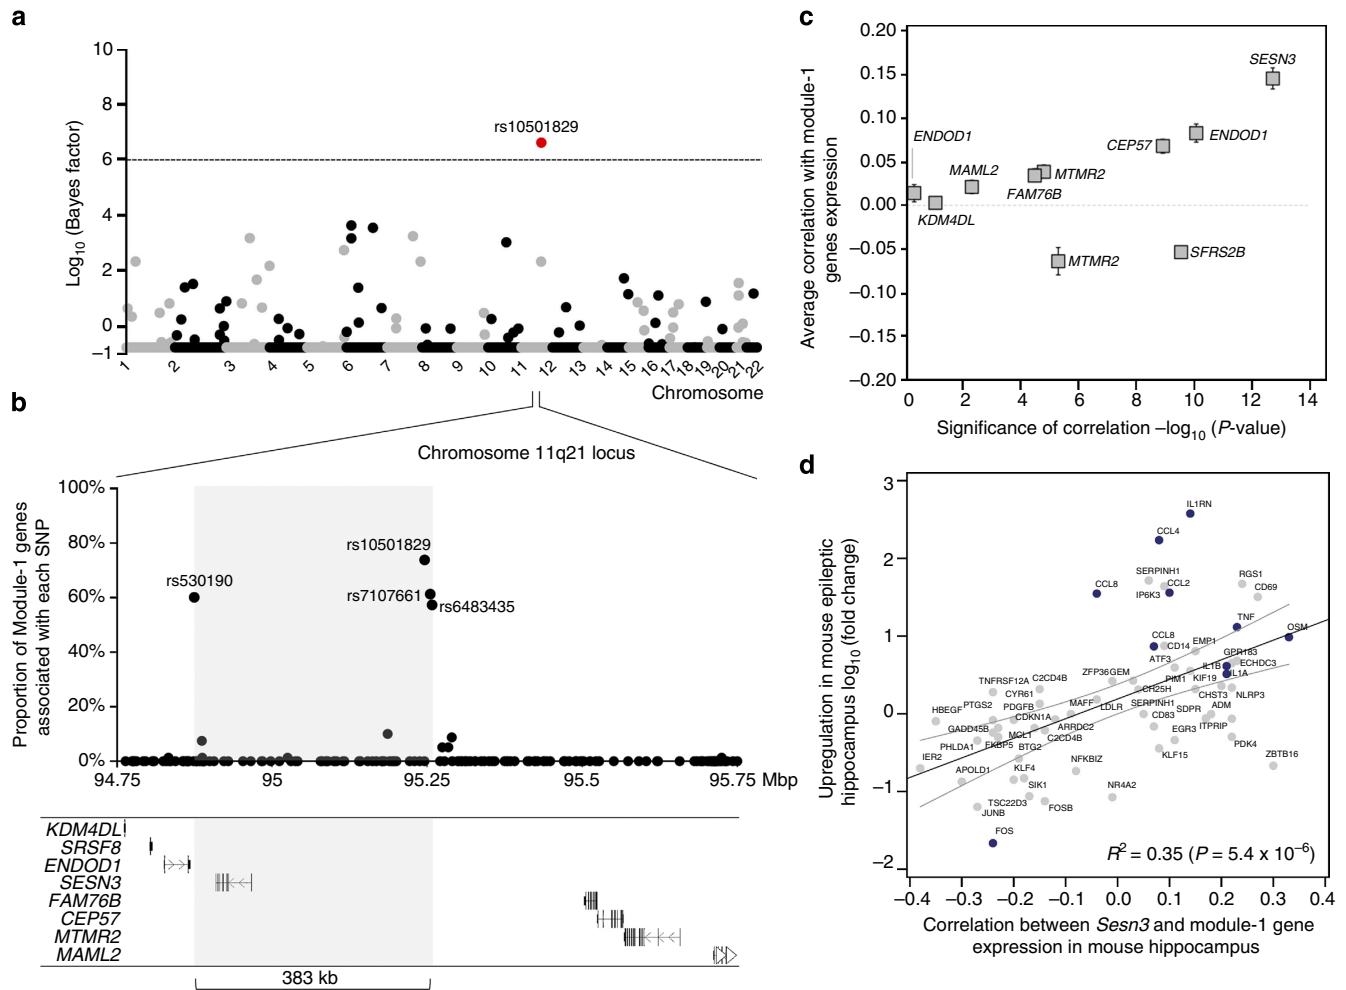 a
10
8
6
4
2
0
−1
Log10 (Bayes factor)
rs10501829
1 2 3 4 5 6 7 8 9 10 11 12 13 14 15 16 17 18 19 20 21 22
Chromosome
b
Chromosome 11q21 locus
Proportion of Module-1 genes
associated with each SNP
100%
80%
60%
40%
20%
0%
rs530190
rs10501829
rs7107661
rs6483435
94.75 95 95.25 95.5 95.75 Mbp
KDM4DL
SRSF8
ENDOD1
SESN3
FAM76B
CEP57
MTMR2
MAML2
383 kb
c
Average correlation with module-1
genes expression
0.20
0.15
0.10
0.05
0.00
−0.05
−0.10
−0.15
−0.20
SESN3
ENDOD1
CEP57
ENDOD1
MAML2
MTMR2
FAM76B
KDM4DL
MTMR2
SFRS2B
0 2 4 6 8 10 12 14
Significance of correlation −log10 (P-value)
d
Upregulation in mouse epileptic
hippocampus log10 (fold change)
3
2
1
0
−1
−2
IL1RN
CCL4
SERPINH1
CCL8
CCL2
IP6K3
RGS1
CD69
TNF
OSM
CCL8
CD14
EMP1
ATF3
GPR183
IL1B
ECHDC3
IL1A
ZFP36
GEM
PIM1
KIF19
TNFRSF12A
C2CD4B
CH25H
CHST3
NLRP3
CYR61
PTGS2
PDGFB
MAFF
LDLR
SERPINH1
SDPR
ADM
HBEGF
CDKN1A
CD83
ITPRIP
GADD45B
MCL1
ARRDC2
EGR3
PHLDA1
FKBP5
C2CD4B
BTG2
KLF15
PDK4
IER2
NFKBIZ
ZBTB16
APOLD1
KLF4
SIK1
NR4A2
TSC22D3
JUNB
FOSB
FOS
R2 = 0.35 (P = 5.4 x 10−6)
−0.4 −0.3 −0.2 −0.1 0.0 0.1 0.2 0.3 0.4
Correlation between Sesn3 and module-1 gene
expression in mouse hippocampus